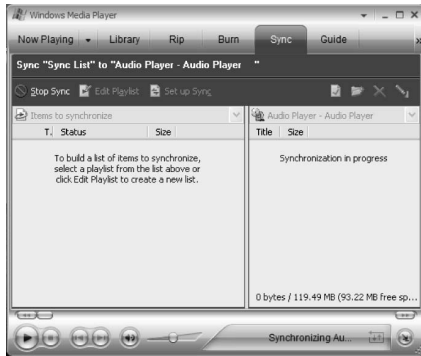 Windows Media Player
Now Playing Library Rip Burn Sync Guide
Sync "Sync List" to "Audio Player - Audio Player "
Stop Sync Edit Playlist Set up Sync
Items to synchronize
T. Status Size
To build a list of items to synchronize,
select a playlist from the list above or
click Edit Playlist to create a new list.
Audio Player - Audio Player
Title Size
Synchronization in progress
0 bytes / 119.49 MB (93.22 MB free sp...
Synchronizing Au...